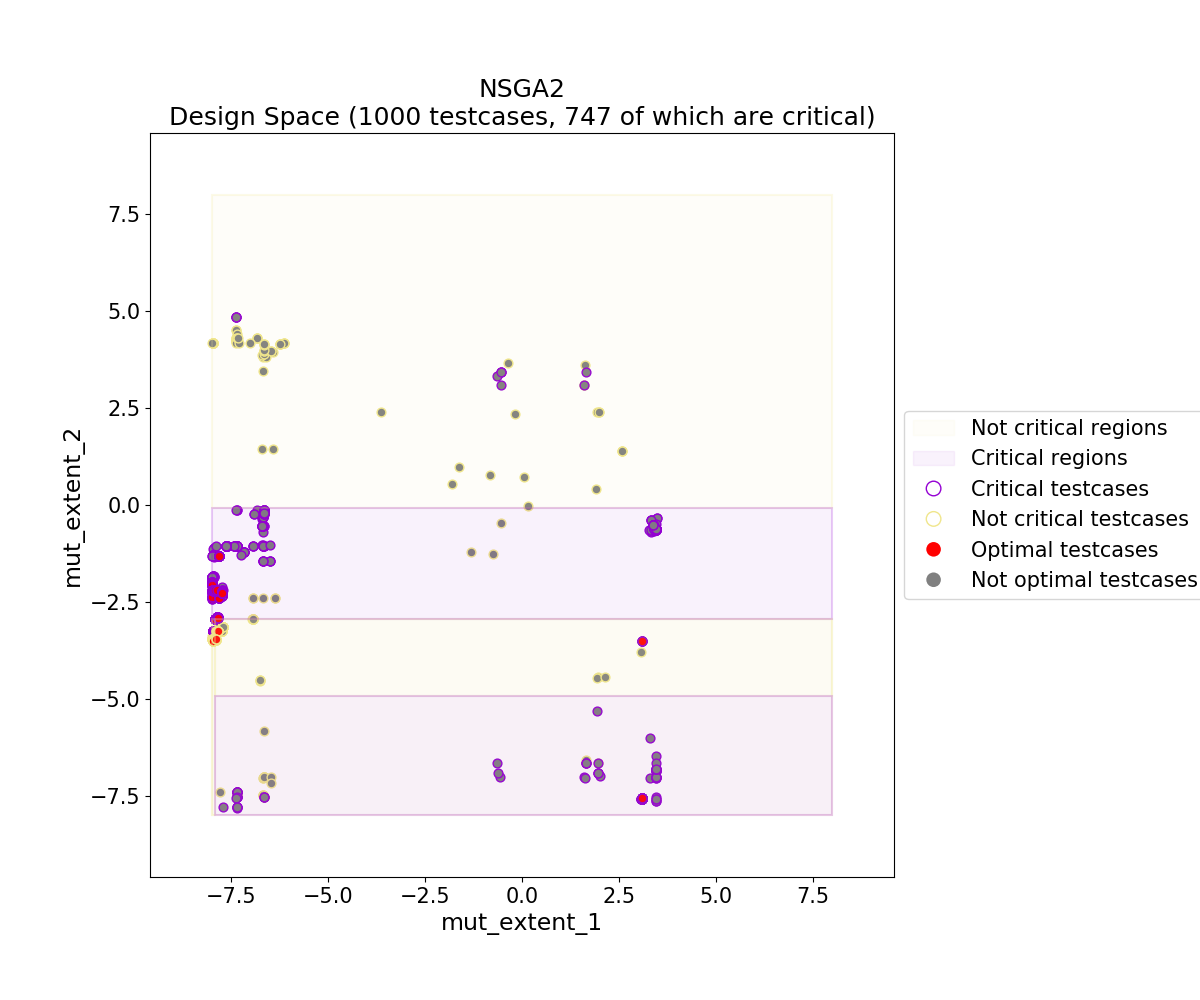 NSGA2
Design Space (1000 testcases, 747 of which are critical)
mut_extent_2
7.5
5.0
2.5
0.0
−2.5
−5.0
−7.5
−7.5
−5.0
−2.5
0.0
2.5
5.0
7.5
mut_extent_1
Not critical regions
Critical regions
Critical testcases
Not critical testcases
Optimal testcases
Not optimal testcases